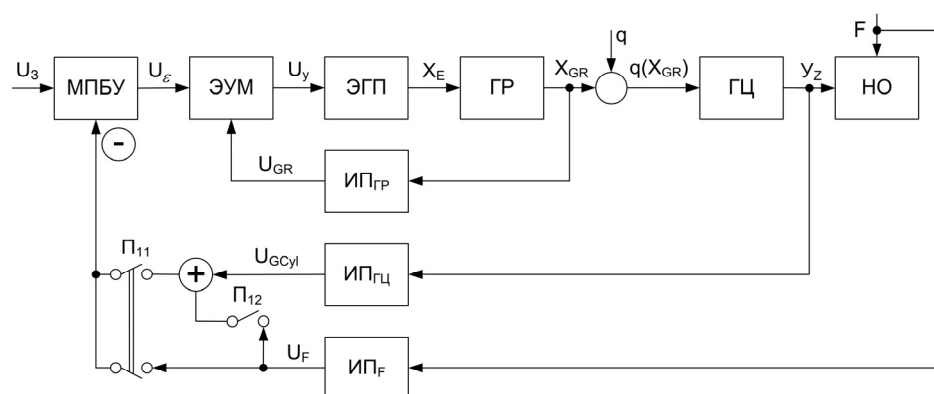 F
q
U₃ МПБУ U_ε ЭУМ U_y ЭГП X_E ГР X_GR q(X_GR) ГЦ У_Z НО
-
U_GR ИП_ГР
П₁₁ + U_GCyl ИП_ГЦ
П₁₂
U_F ИП_F